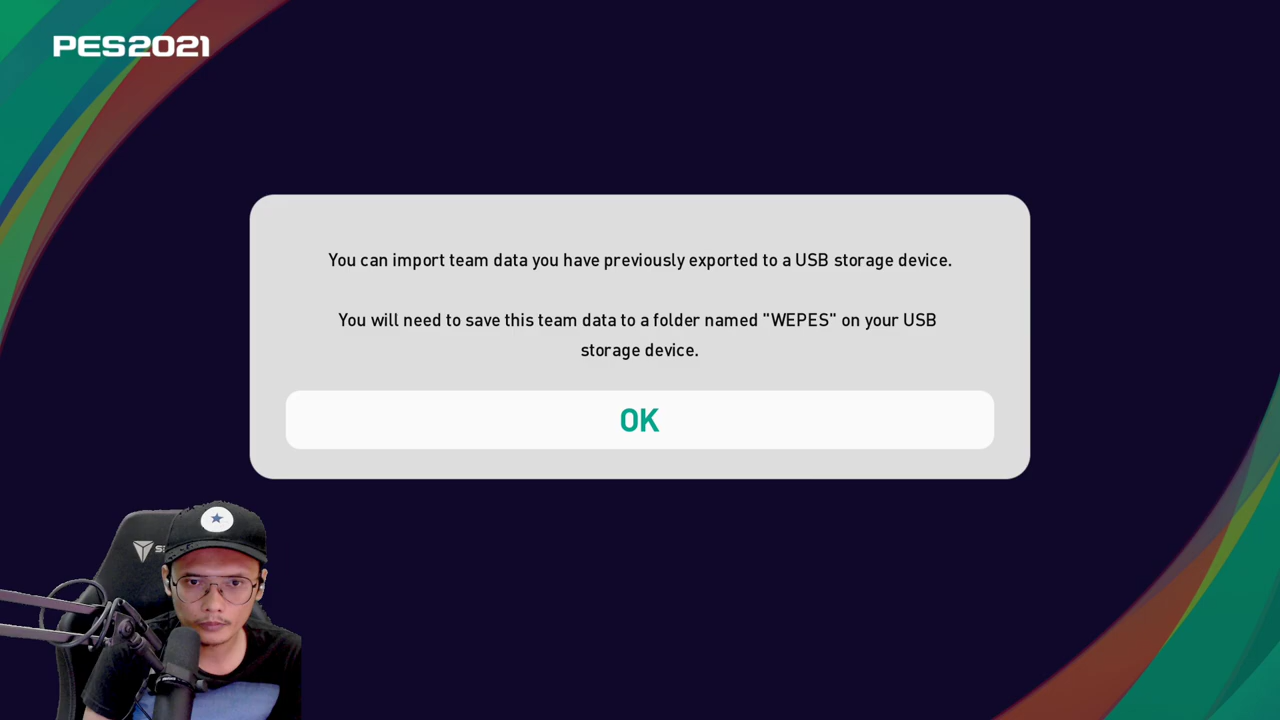 PES2021
You can import team data you have previously exported to a USB storage device.
You will need to save this team data to a folder named "WEPES" on your USB
storage device.
OK